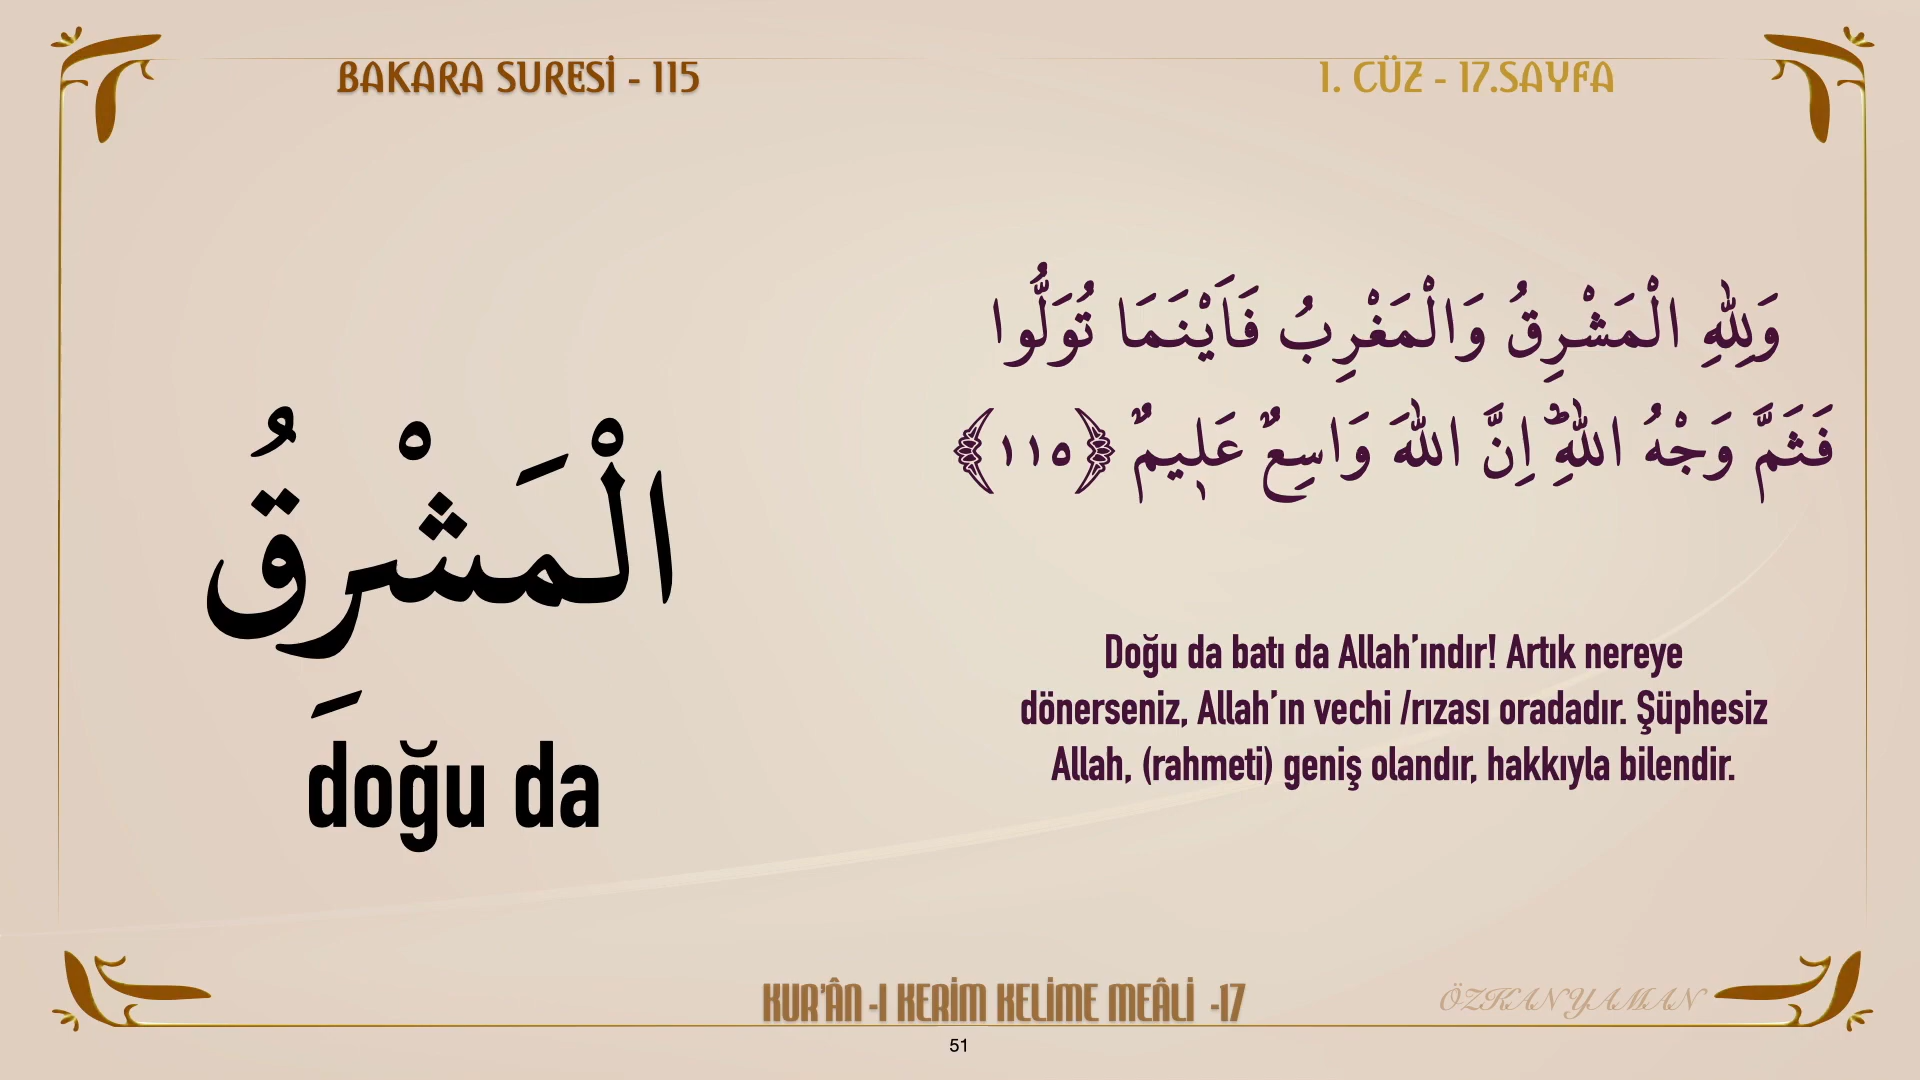 BAKARA SURESİ - 115
1. CÜZ - 17.SAYFA
وَلِلّٰهِ الْمَشْرِقُ وَالْمَغْرِبُ فَاَيْنَمَا تُوَلُّوا
فَثَمَّ وَجْهُ اللّٰهِۜ اِنَّ اللّٰهَ وَاسِعٌ عَلٖيمٌ ﴿١١٥﴾
الْمَشْرِقُ
doğu da
Doğu da batı da Allah’ındır! Artık nereye
dönerseniz, Allah’ın vechi /rızası oradadır. Şüphesiz
Allah, (rahmeti) geniş olandır, hakkıyla bilendir.
KUR’ÂN -I KERİM KELİME MEÂLİ -17
ÖZKAN YAMAN
51